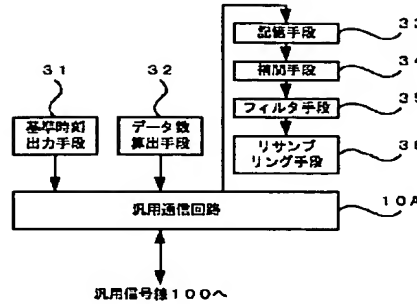 31
32
33
34
35
36
記憶手段
補間手段
フィルタ手段
リサンプ
リング手段
基準時刻
出力手段
データ数
算出手段
汎用通信回路
10A
汎用信号線100へ